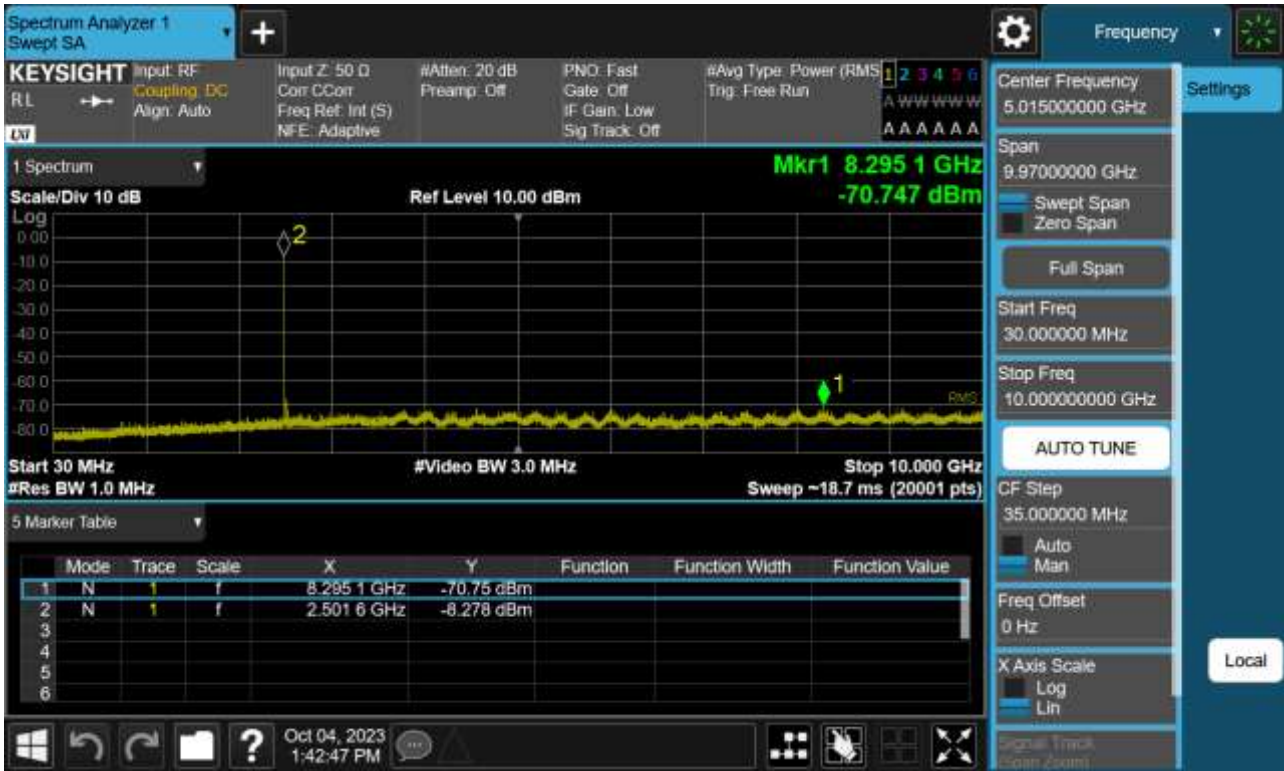 Spectrum Analyzer 1
Swept SA
+
Frequency
KEYSIGHT
RL
LXI
Input: RF
Coupling: DC
Align: Auto
Input Z: 50 Ω
Corr CCorr
Freq Ref: Int (S)
NFE: Adaptive
#Atten: 20 dB
Preamp: Off
PNO: Fast
Gate: Off
IF Gain: Low
Sig Track: Off
#Avg Type: Power (RMS
Trig: Free Run
1 2 3 4 5 6
A W W W W W
A A A A A A
1 Spectrum
Scale/Div 10 dB
Ref Level 10.00 dBm
Mkr1 8.295 1 GHz
-70.747 dBm
Log
0.00
-10.0
-20.0
-30.0
-40.0
-50.0
-60.0
-70.0
-80.0
2
1
RMS
Start 30 MHz
#Video BW 3.0 MHz
Stop 10.000 GHz
#Res BW 1.0 MHz
Sweep ~18.7 ms (20001 pts)
5 Marker Table
Mode Trace Scale X Y Function Function Width Function Value
1 N 1 f 8.295 1 GHz -70.75 dBm
2 N 1 f 2.501 6 GHz -8.278 dBm
3
4
5
6
?
Oct 04, 2023
1:42:47 PM
Center Frequency
5.015000000 GHz
Settings
Span
9.97000000 GHz
Swept Span
Zero Span
Full Span
Start Freq
30.000000 MHz
Stop Freq
10.000000000 GHz
AUTO TUNE
CF Step
35.000000 MHz
Auto
Man
Freq Offset
0 Hz
X Axis Scale
Log
Lin
Signal Track
(Span Zoom)
Local